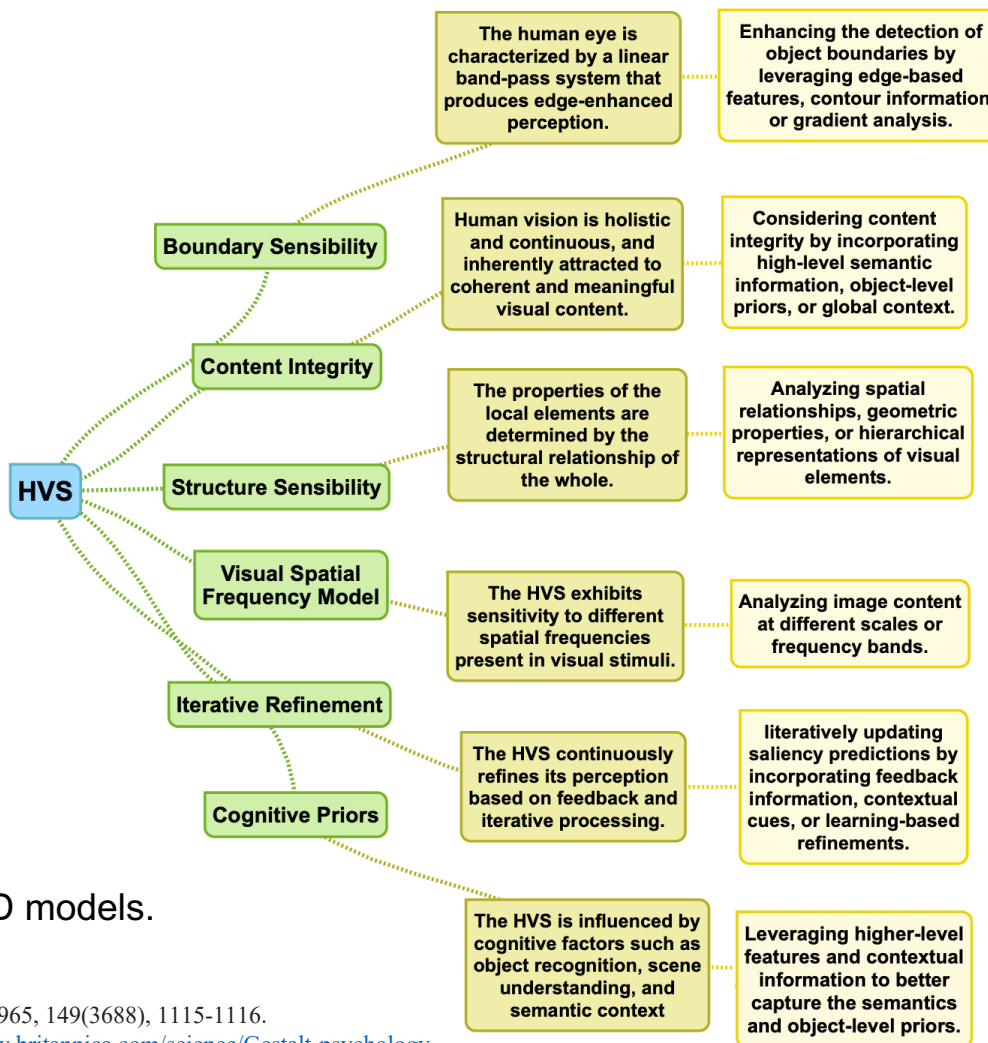 The human eye is
characterized by a linear
band-pass system that
produces edge-enhanced
perception.
Enhancing the detection of
object boundaries by
leveraging edge-based
features, contour information
or gradient analysis.
Boundary Sensibility
Human vision is holistic
and continuous, and
inherently attracted to
coherent and meaningful
visual content.
Considering content
integrity by incorporating
high-level semantic
information, object-level
priors, or global context.
Content Integrity
The properties of the
local elements are
determined by the
structural relationship of
the whole.
Analyzing spatial
relationships, geometric
properties, or hierarchical
representations of visual
elements.
HVS
Structure Sensibility
Visual Spatial
Frequency Model
The HVS exhibits
sensitivity to different
spatial frequencies
present in visual stimuli.
Analyzing image content
at different scales or
frequency bands.
Iterative Refinement
The HVS continuously
refines its perception
based on feedback and
iterative processing.
Iiteratively updating
saliency predictions by
incorporating feedback
information, contextual
cues, or learning-based
refinements.
Cognitive Priors
The HVS is influenced by
cognitive factors such as
object recognition, scene
understanding, and
semantic context
Leveraging higher-level
features and contextual
information to better
capture the semantics
and object-level priors.
D models.
965, 149(3688), 1115-1116.
britannica.com/science/Gestalt-psychology